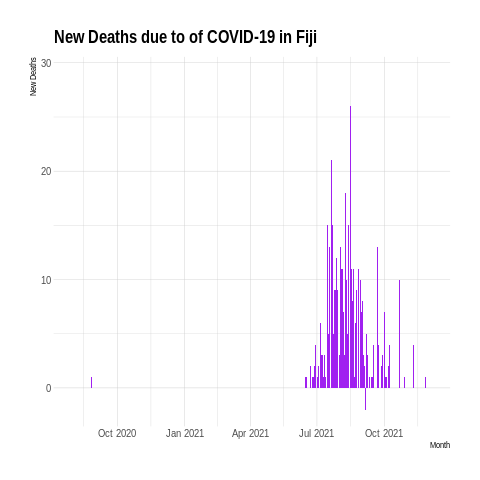 New Deaths due to of COVID-19 in Fiji
New Deaths
30
20
10
0
Oct 2020 Jan 2021 Apr 2021 Jul 2021 Oct 2021
Month